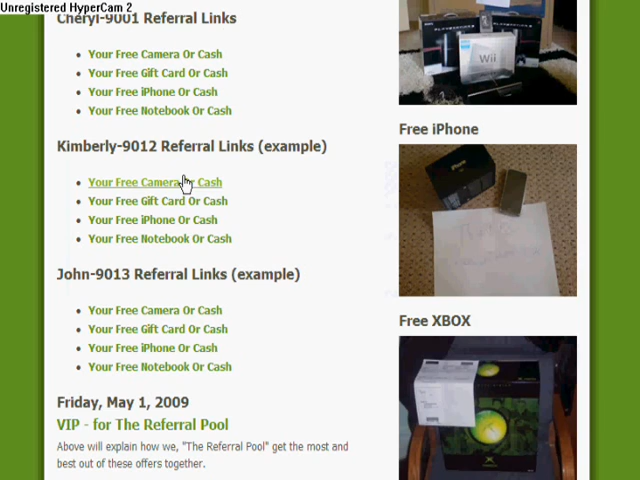 Unregistered HyperCam 2
Cheryl-9001 Referral Links
Your Free Camera Or Cash
Your Free Gift Card Or Cash
Your Free iPhone Or Cash
Your Free Notebook Or Cash
Kimberly-9012 Referral Links (example)
Your Free Camera Or Cash
Your Free Gift Card Or Cash
Your Free iPhone Or Cash
Your Free Notebook Or Cash
John-9013 Referral Links (example)
Your Free Camera Or Cash
Your Free Gift Card Or Cash
Your Free iPhone Or Cash
Your Free Notebook Or Cash
Friday, May 1, 2009
VIP - for The Referral Pool
Above will explain how we, "The Referral Pool" get the most and
best out of these offers together.
Wii
Free iPhone
Free XBOX